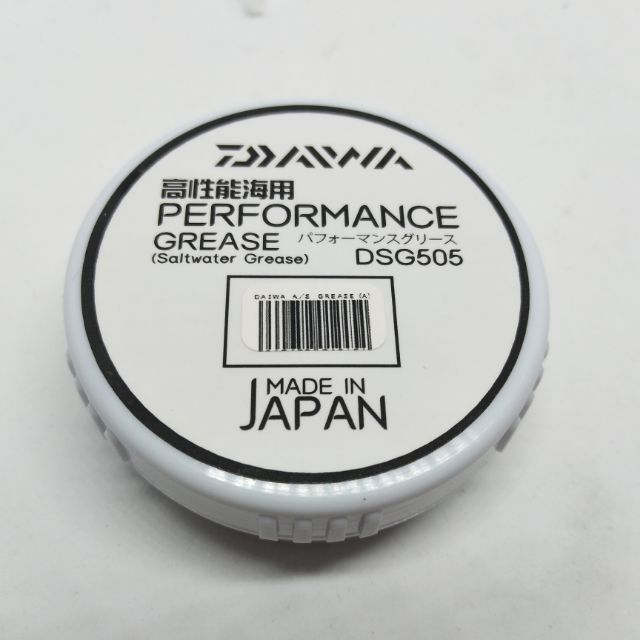 DAIWA
高性能海用
PERFORMANCE
GREASE パフォーマンスグリース
(Saltwater Grease) DSG505
DAIWA A/S GREASE (A)
MADE IN
JAPAN